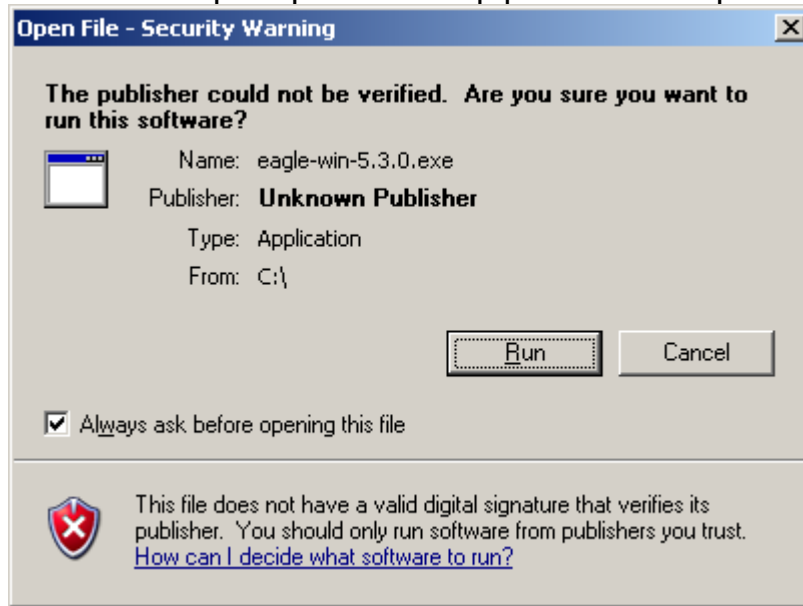 Open File - Security Warning
The publisher could not be verified. Are you sure you want to
run this software?
Name: eagle-win-5.3.0.exe
Publisher: Unknown Publisher
Type: Application
From: C:\
Run Cancel
Always ask before opening this file
This file does not have a valid digital signature that verifies its
publisher. You should only run software from publishers you trust.
How can I decide what software to run?